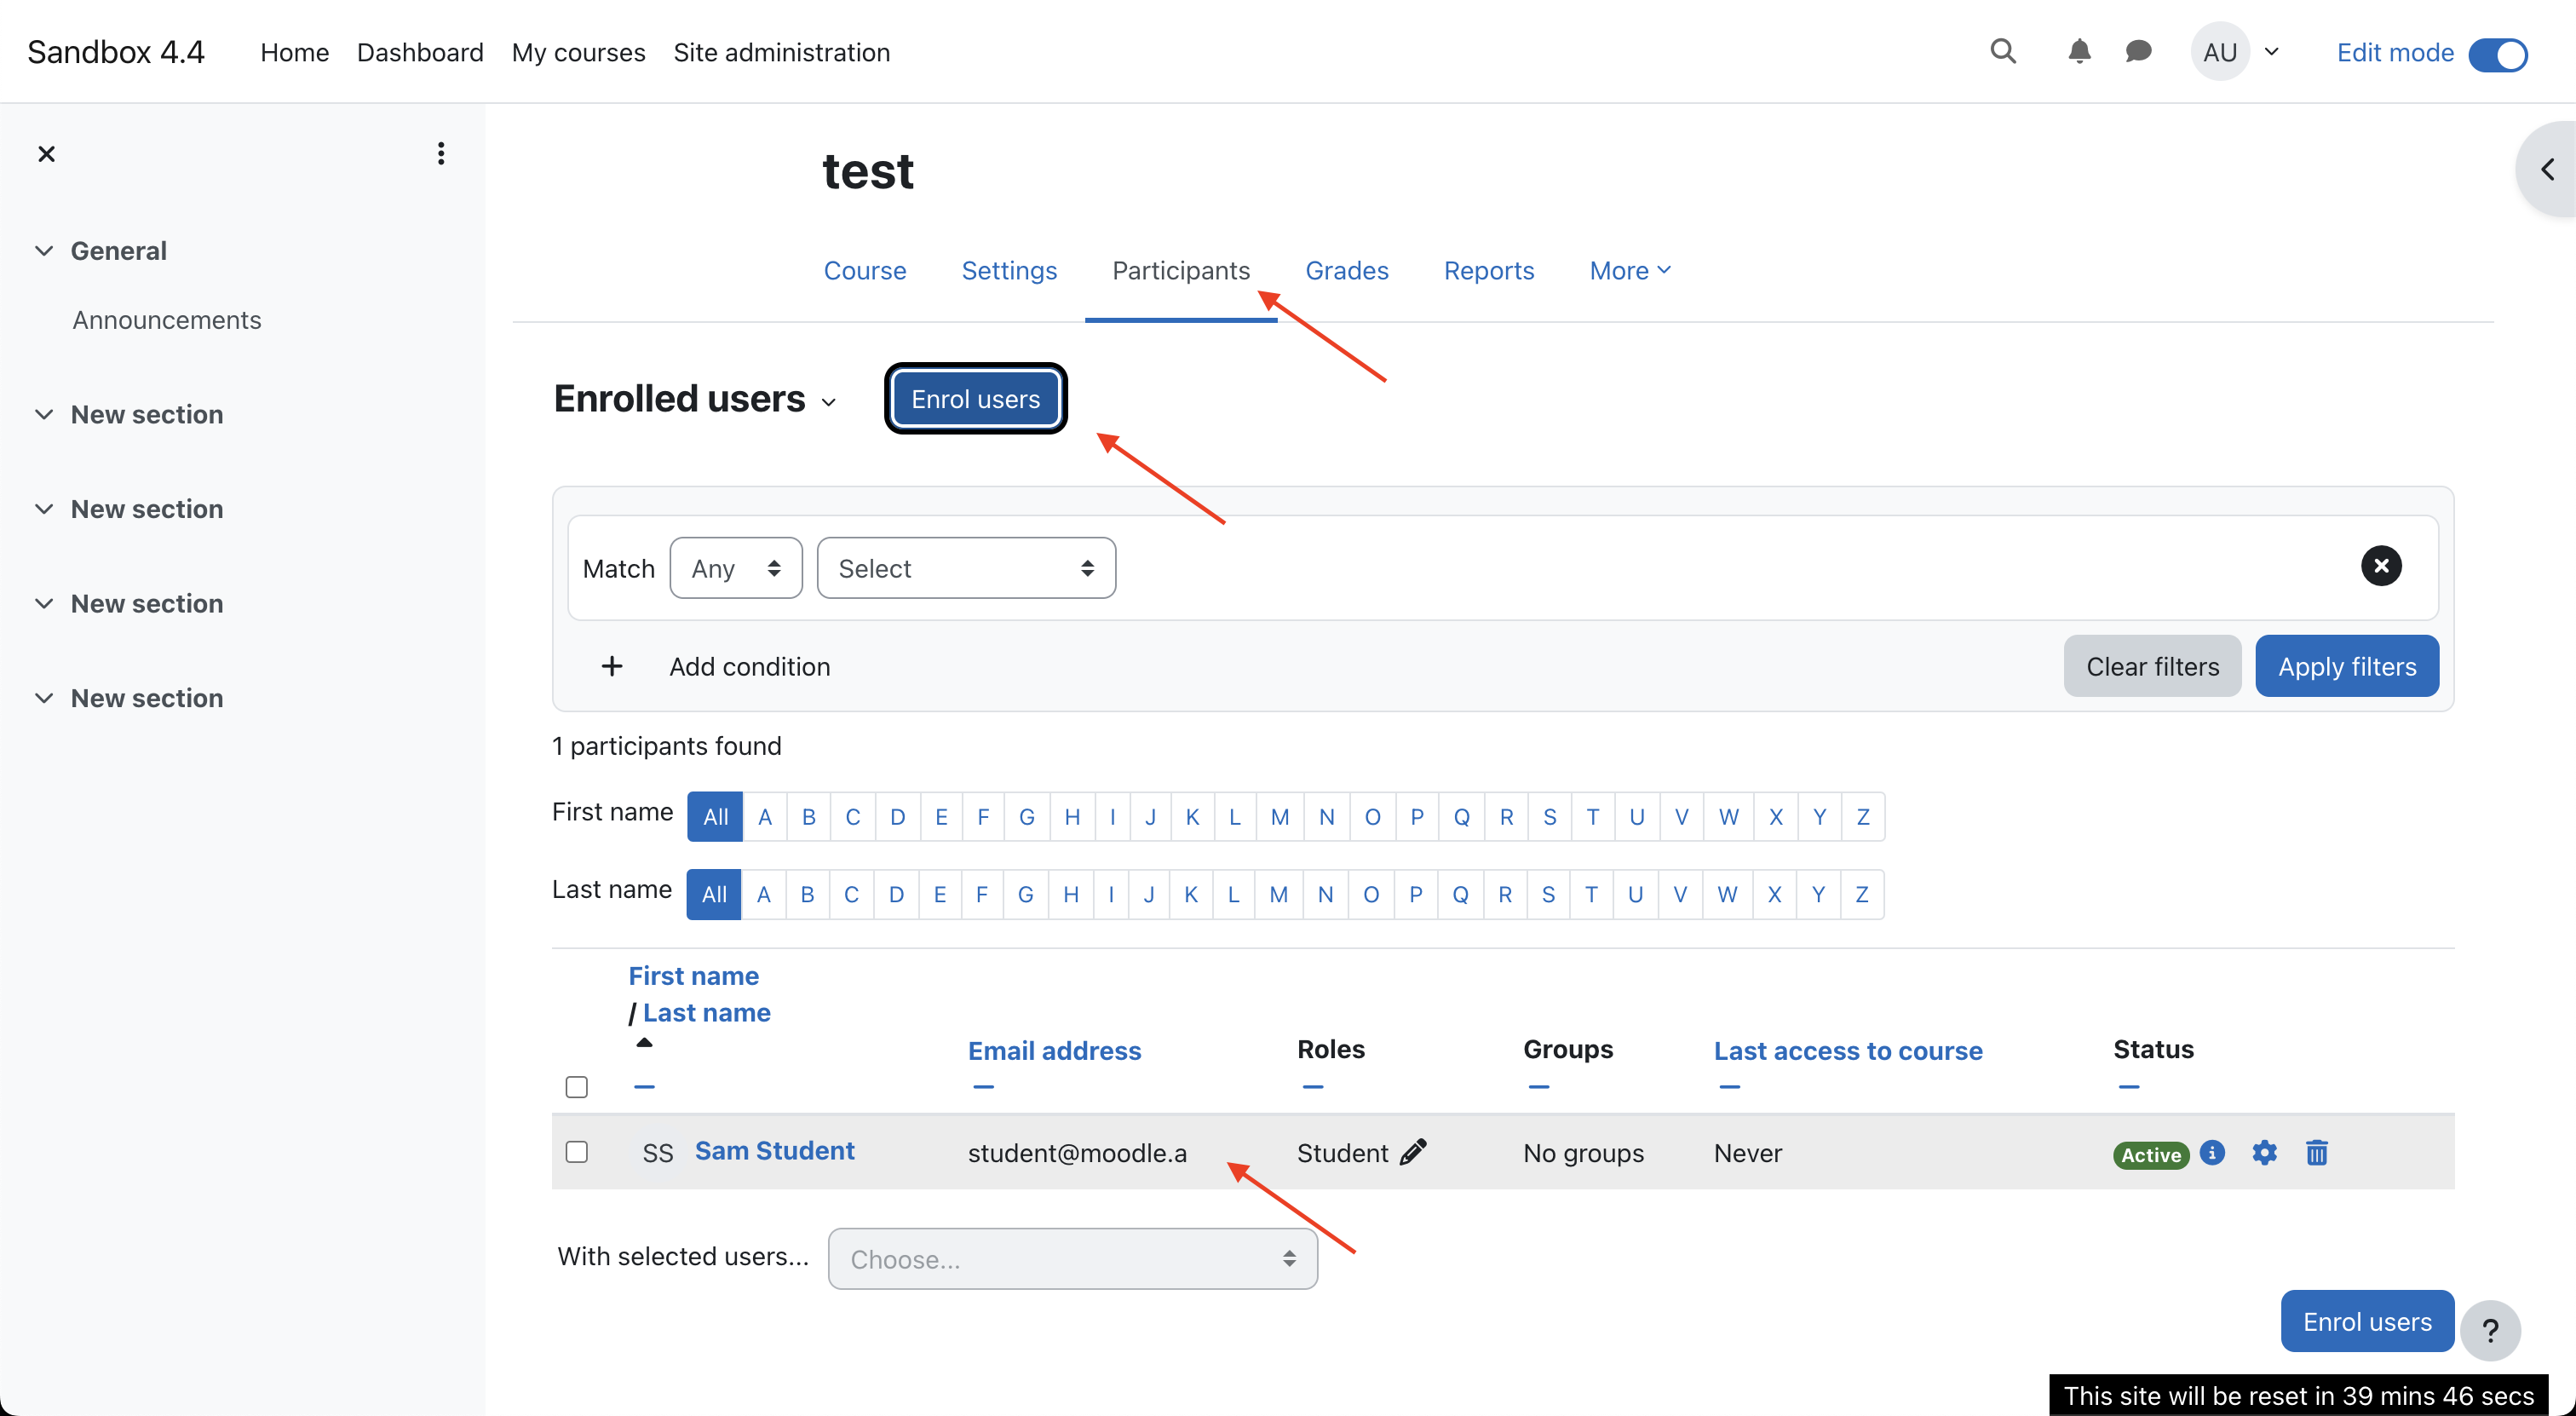 Sandbox 4.4 Home Dashboard My courses Site administration AU Edit mode
General
Announcements
New section
New section
New section
New section
test
Course Settings Participants Grades Reports More
Enrolled users Enrol users
Match Any Select
Add condition Clear filters Apply filters
1 participants found
First name All A B C D E F G H I J K L M N O P Q R S T U V W X Y Z
Last name All A B C D E F G H I J K L M N O P Q R S T U V W X Y Z
First name
/ Last name
Email address Roles Groups Last access to course Status
SS Sam Student student@moodle.a Student No groups Never Active
With selected users... Choose...
Enrol users ?
This site will be reset in 39 mins 46 secs